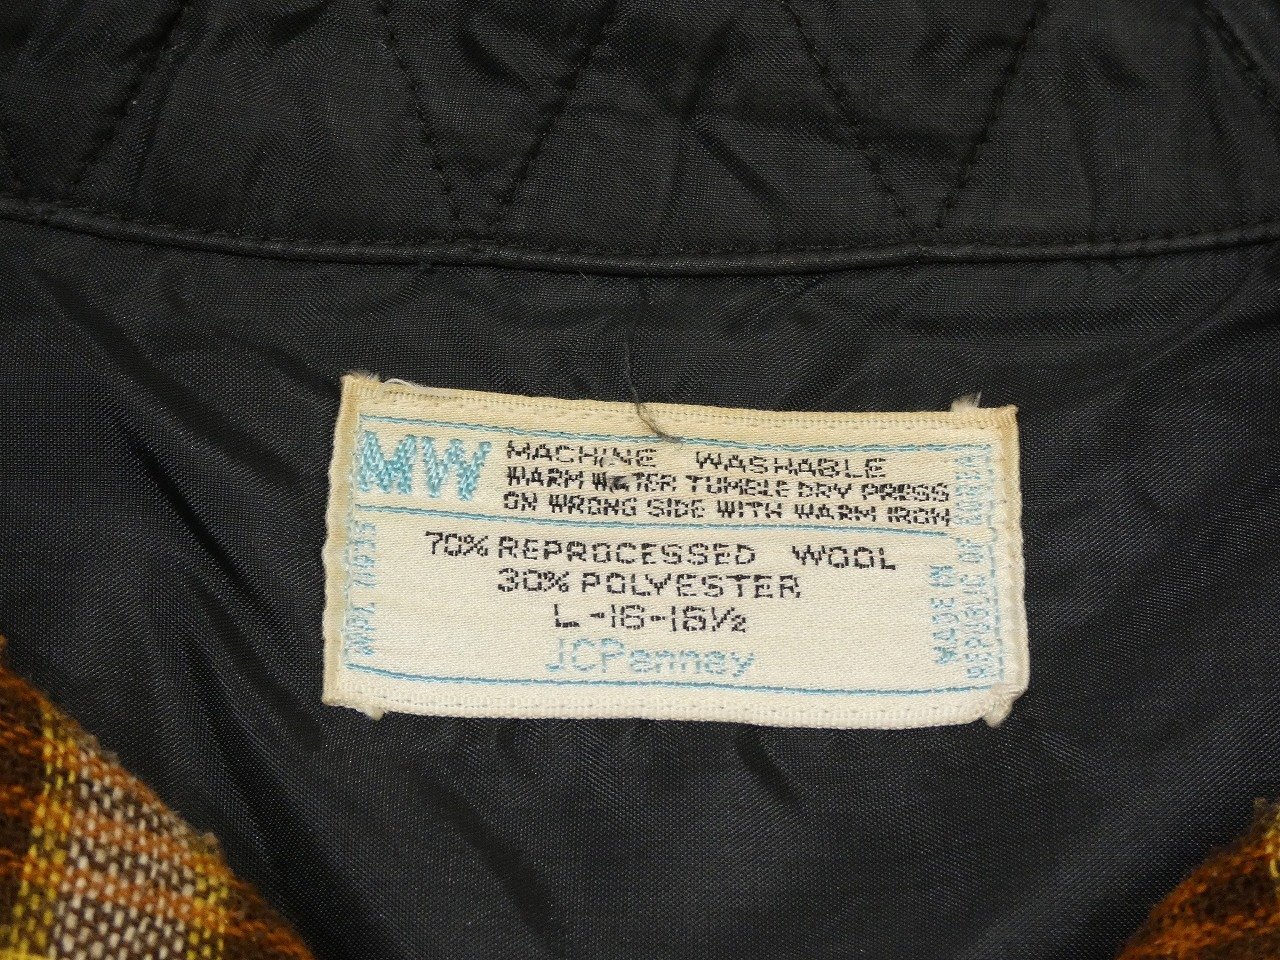 MW
MACHINE WASHABLE
WARM WATER TUMBLE DRY PRESS
ON WRONG SIDE WITH WARM IRON
70% REPROCESSED WOOL
30% POLYESTER
L-16-16½
JCPenney
MADE IN
REPUBLIC OF KOREA